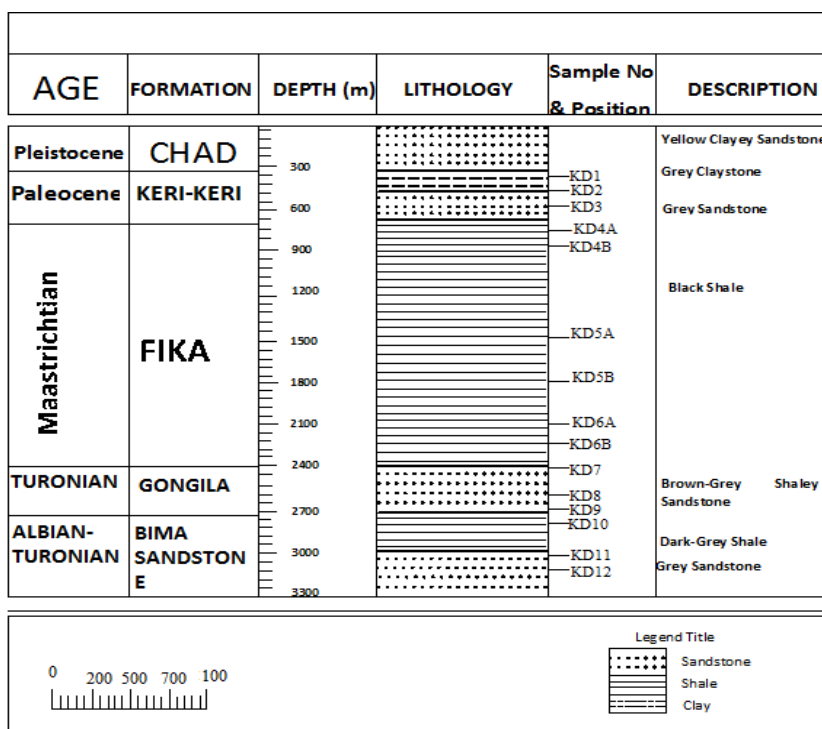 AGE FORMATION DEPTH (m) LITHOLOGY Sample No & Position DESCRIPTION
Pleistocene CHAD
Paleocene KERI-KERI
Maastrichtian FIKA
TURONIAN GONGILA
ALBIAN-
TURONIAN
BIMA
SANDSTON
E
300
600
900
1200
1500
1800
2100
2400
2700
3000
3300
KD1
KD2
KD3
KD4A
KD4B
KD5A
KD5B
KD6A
KD6B
KD7
KD8
KD9
KD10
KD11
KD12
Yellow Clayey Sandstone
Grey Claystone
Grey Sandstone
Black Shale
Brown-Grey Shaley
Sandstone
Dark-Grey Shale
Grey Sandstone
0 200 500 700 100
Legend Title
Sandstone
Shale
Clay